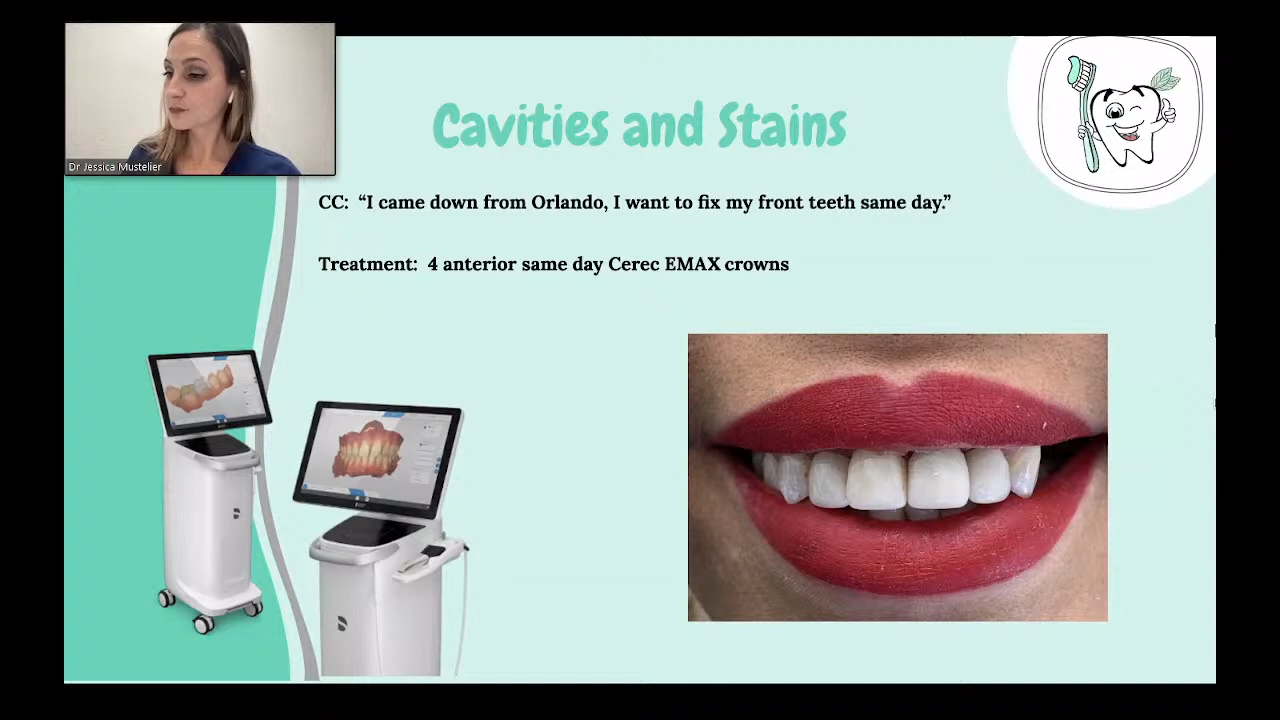 Dr Jessica Mustelier
Cavities and Stains
CC: “I came down from Orlando, I want to fix my front teeth same day.”
Treatment: 4 anterior same day Cerec EMAX crowns